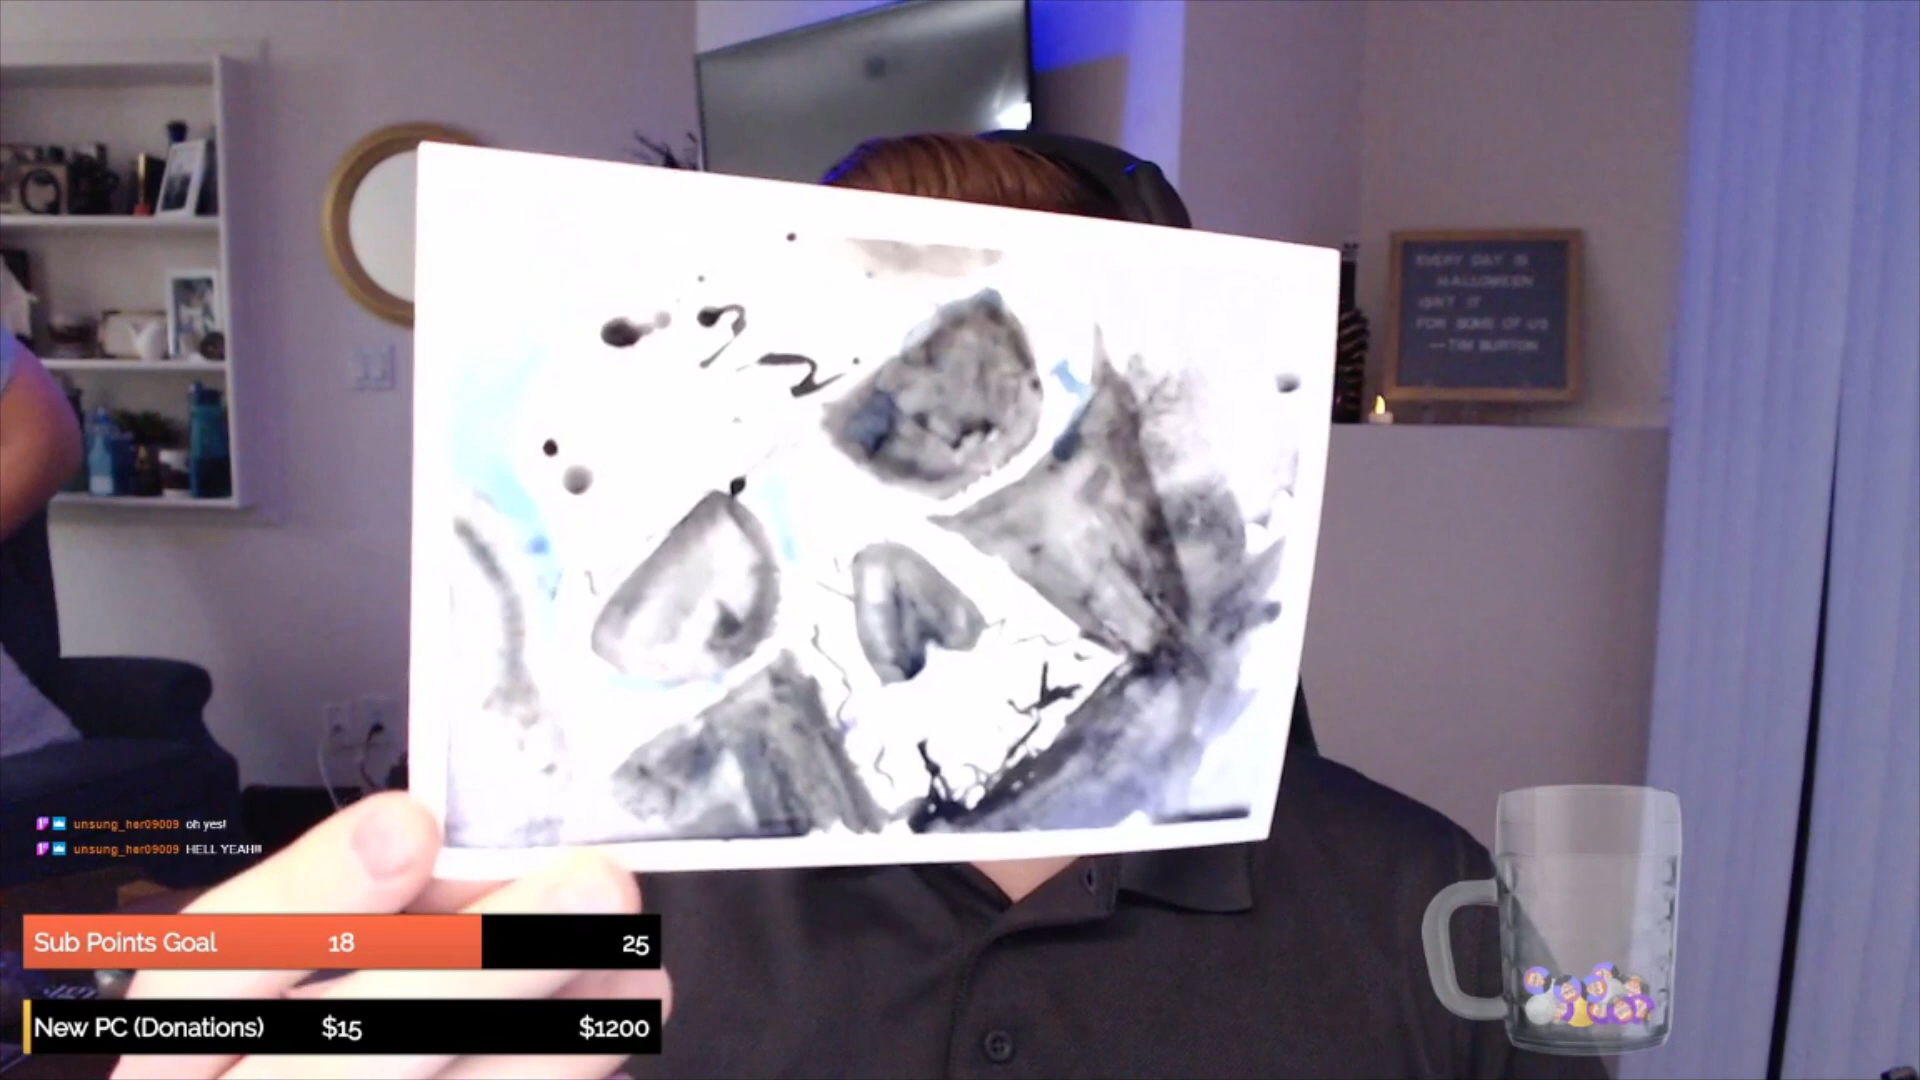 EVERY DAY IS
HALLOWEEN
ISN'T IT
FOR SOME OF US
—TIM BURTON
unsung_her09009 oh yes!
unsung_her09009 HELL YEAH!!!
Sub Points Goal 18 25
New PC (Donations) $15 $1200